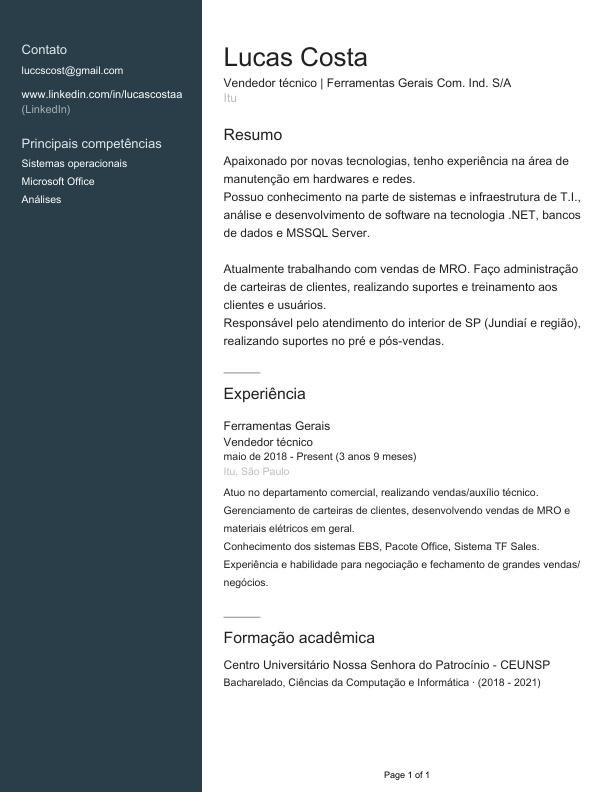 Contato
luccscost@gmail.com
www.linkedin.com/in/lucascostaa
(LinkedIn)
Principais competências
Sistemas operacionais
Microsoft Office
Análises
Lucas Costa
Vendedor técnico | Ferramentas Gerais Com. Ind. S/A
Itu
Resumo
Apaixonado por novas tecnologias, tenho experiência na área de
manutenção em hardwares e redes.
Possuo conhecimento na parte de sistemas e infraestrutura de T.I.,
análise e desenvolvimento de software na tecnologia .NET, bancos
de dados e MSSQL Server.
Atualmente trabalhando com vendas de MRO. Faço administração
de carteiras de clientes, realizando suportes e treinamento aos
clientes e usuários.
Responsável pelo atendimento do interior de SP (Jundiaí e região),
realizando suportes no pré e pós-vendas.
Experiência
Ferramentas Gerais
Vendedor técnico
maio de 2018 - Present (3 anos 9 meses)
Itu, São Paulo
Atuo no departamento comercial, realizando vendas/auxílio técnico.
Gerenciamento de carteiras de clientes, desenvolvendo vendas de MRO e
materiais elétricos em geral.
Conhecimento dos sistemas EBS, Pacote Office, Sistema TF Sales.
Experiência e habilidade para negociação e fechamento de grandes vendas/
negócios.
Formação acadêmica
Centro Universitário Nossa Senhora do Patrocínio - CEUNSP
Bacharelado, Ciências da Computação e Informática · (2018 - 2021)
Page 1 of 1